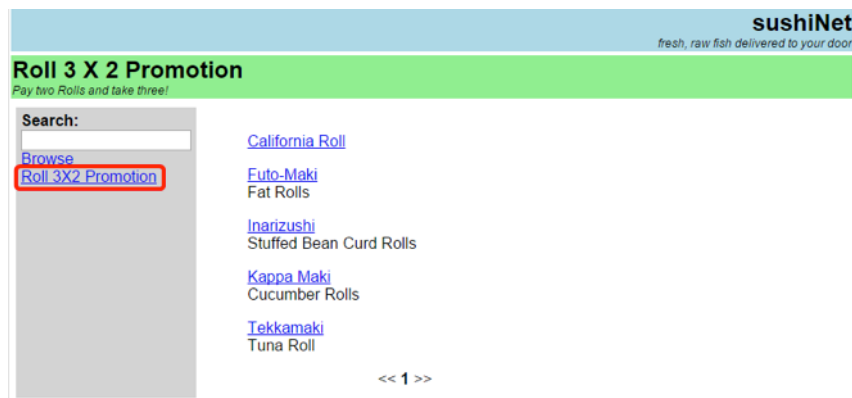 sushiNet
fresh, raw fish delivered to your door
Roll 3 X 2 Promotion
Pay two Rolls and take three!
Search:
Browse
Roll 3X2 Promotion
California Roll
Futo-Maki
Fat Rolls
Inarizushi
Stuffed Bean Curd Rolls
Kappa Maki
Cucumber Rolls
Tekkamaki
Tuna Roll
<< 1 >>